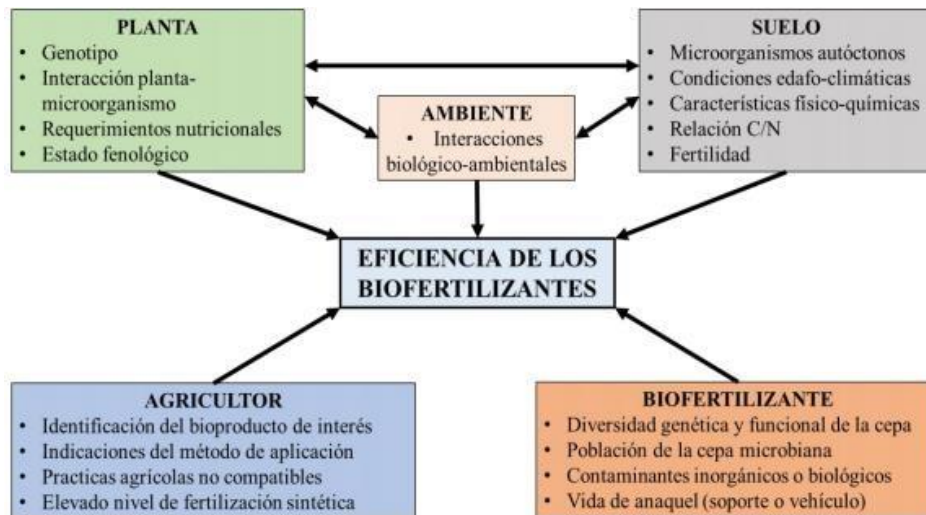 PLANTA
• Genotipo
• Interacción planta-
microorganismo
• Requerimientos nutricionales
• Estado fenológico
SUELO
• Microorganismos autóctonos
• Condiciones edafo-climáticas
• Características físico-químicas
• Relación C/N
• Fertilidad
AMBIENTE
• Interacciones
biológico-ambientales
EFICIENCIA DE LOS
BIOFERTILIZANTES
AGRICULTOR
• Identificación del bioproducto de interés
• Indicaciones del método de aplicación
• Practicas agrícolas no compatibles
• Elevado nivel de fertilización sintética
BIOFERTILIZANTE
• Diversidad genética y funcional de la cepa
• Población de la cepa microbiana
• Contaminantes inorgánicos o biológicos
• Vida de anaquel (soporte o vehículo)